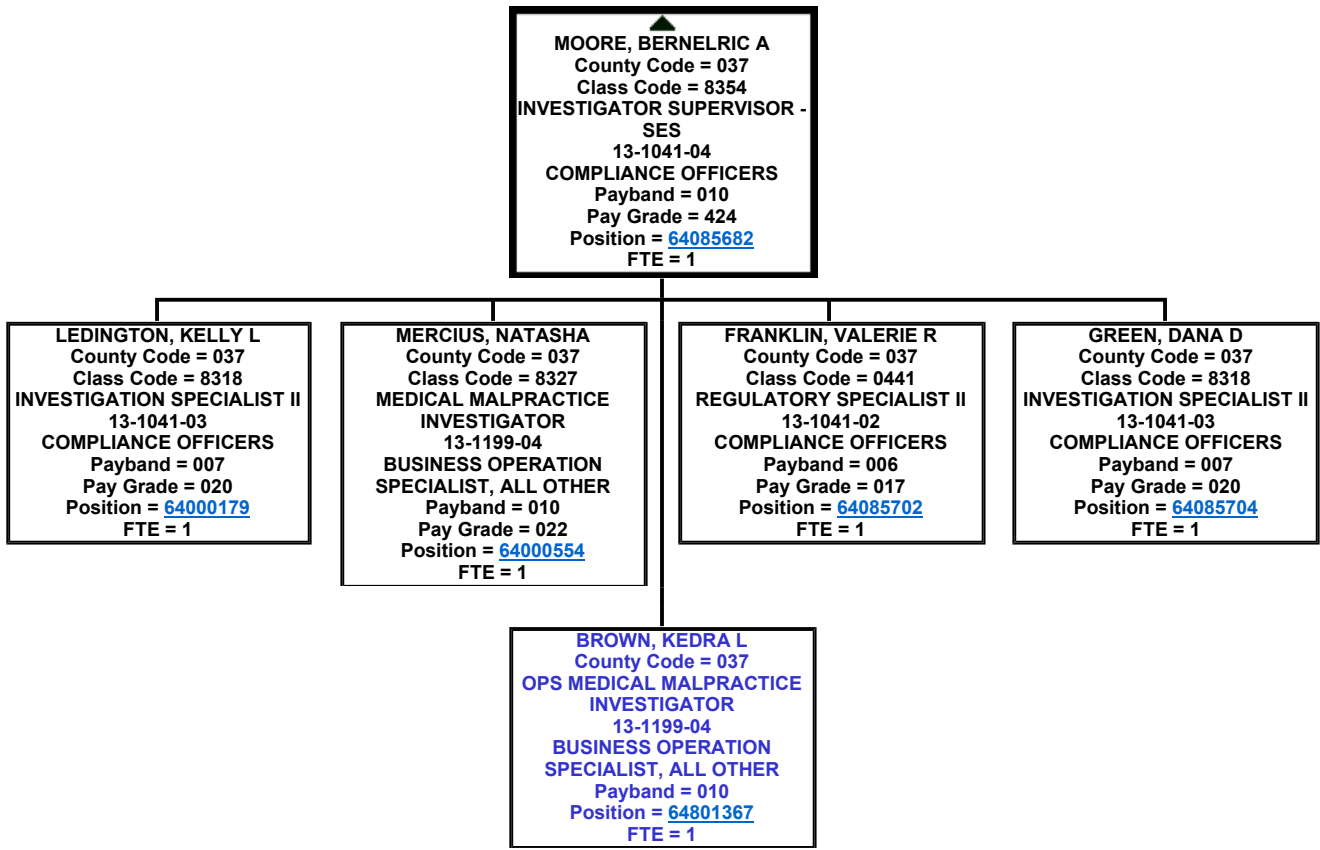 MOORE, BERNELRIC A
County Code = 037
Class Code = 8354
INVESTIGATOR SUPERVISOR -
SES
13-1041-04
COMPLIANCE OFFICERS
Payband = 010
Pay Grade = 424
Position = 64085682
FTE = 1
LEDINGTON, KELLY L
County Code = 037
Class Code = 8318
INVESTIGATION SPECIALIST II
13-1041-03
COMPLIANCE OFFICERS
Payband = 007
Pay Grade = 020
Position = 64000179
FTE = 1
MERCIUS, NATASHA
County Code = 037
Class Code = 8327
MEDICAL MALPRACTICE
INVESTIGATOR
13-1199-04
BUSINESS OPERATION
SPECIALIST, ALL OTHER
Payband = 010
Pay Grade = 022
Position = 64000554
FTE = 1
FRANKLIN, VALERIE R
County Code = 037
Class Code = 0441
REGULATORY SPECIALIST II
13-1041-02
COMPLIANCE OFFICERS
Payband = 006
Pay Grade = 017
Position = 64085702
FTE = 1
GREEN, DANA D
County Code = 037
Class Code = 8318
INVESTIGATION SPECIALIST II
13-1041-03
COMPLIANCE OFFICERS
Payband = 007
Pay Grade = 020
Position = 64085704
FTE = 1
BROWN, KEDRA L
County Code = 037
OPS MEDICAL MALPRACTICE
INVESTIGATOR
13-1199-04
BUSINESS OPERATION
SPECIALIST, ALL OTHER
Payband = 010
Position = 64801367
FTE = 1